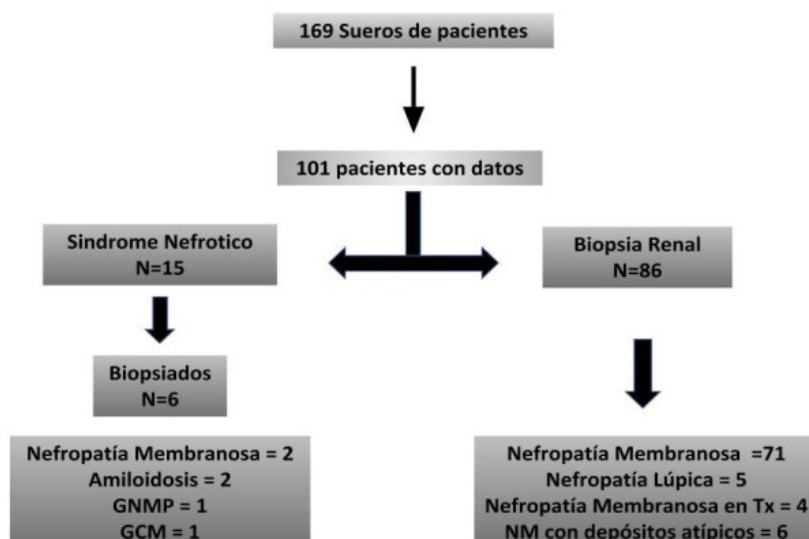 169 Sueros de pacientes
101 pacientes con datos
Sindrome Nefrotico
N=15
Biopsia Renal
N=86
Biopsiados
N=6
Nefropatía Membranosa = 2
Amiloidosis = 2
GNMP = 1
GCM = 1
Nefropatía Membranosa =71
Nefropatía Lúpica = 5
Nefropatía Membranosa en Tx = 4
NM con depósitos atípicos = 6